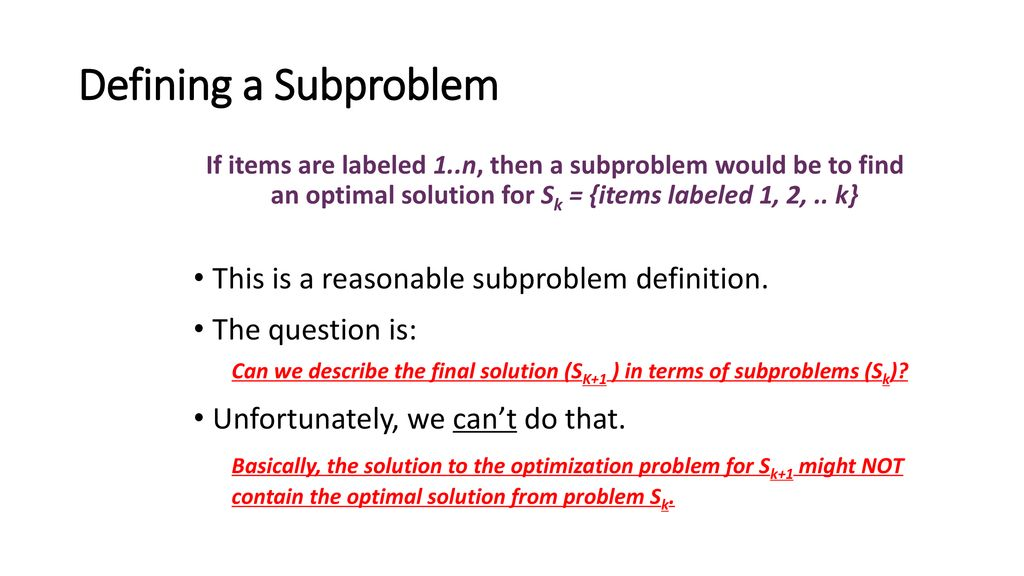 Defining a Subproblem
If items are labeled 1..n, then a subproblem would be to find
an optimal solution for Sk = {items labeled 1, 2, .. k}
• This is a reasonable subproblem definition.
• The question is:
Can we describe the final solution (SK+1 ) in terms of subproblems (Sk)?
• Unfortunately, we can’t do that.
Basically, the solution to the optimization problem for Sk+1 might NOT
contain the optimal solution from problem Sk.